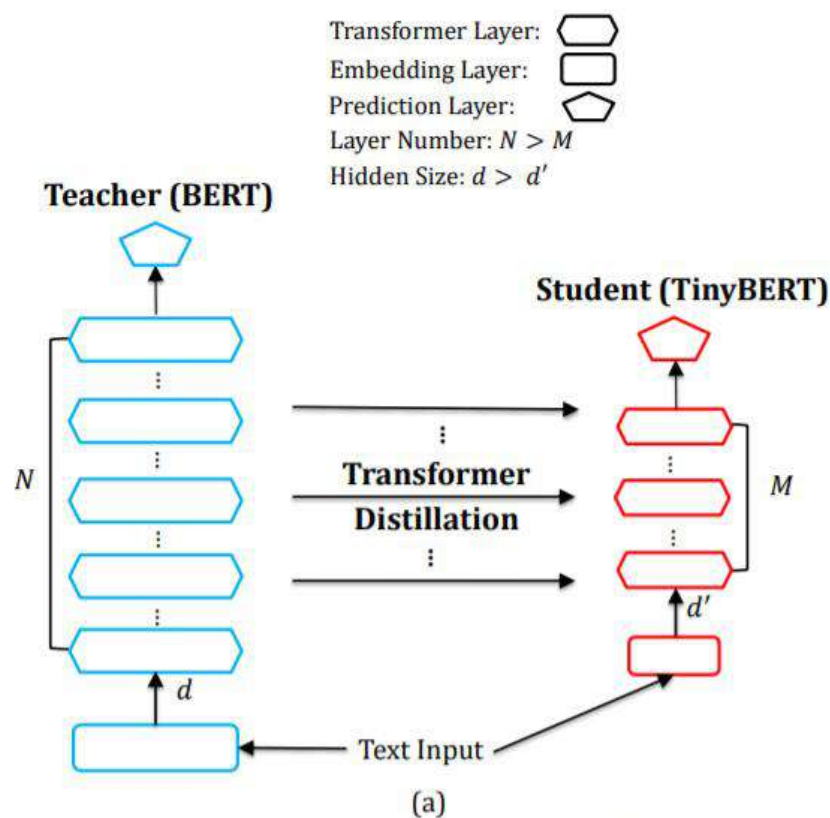 Transformer Layer:
Embedding Layer:
Prediction Layer:
Layer Number: N > M
Hidden Size: d > d′
Teacher (BERT)
Student (TinyBERT)
N
Transformer
Distillation
M
d′
d
Text Input
(a)